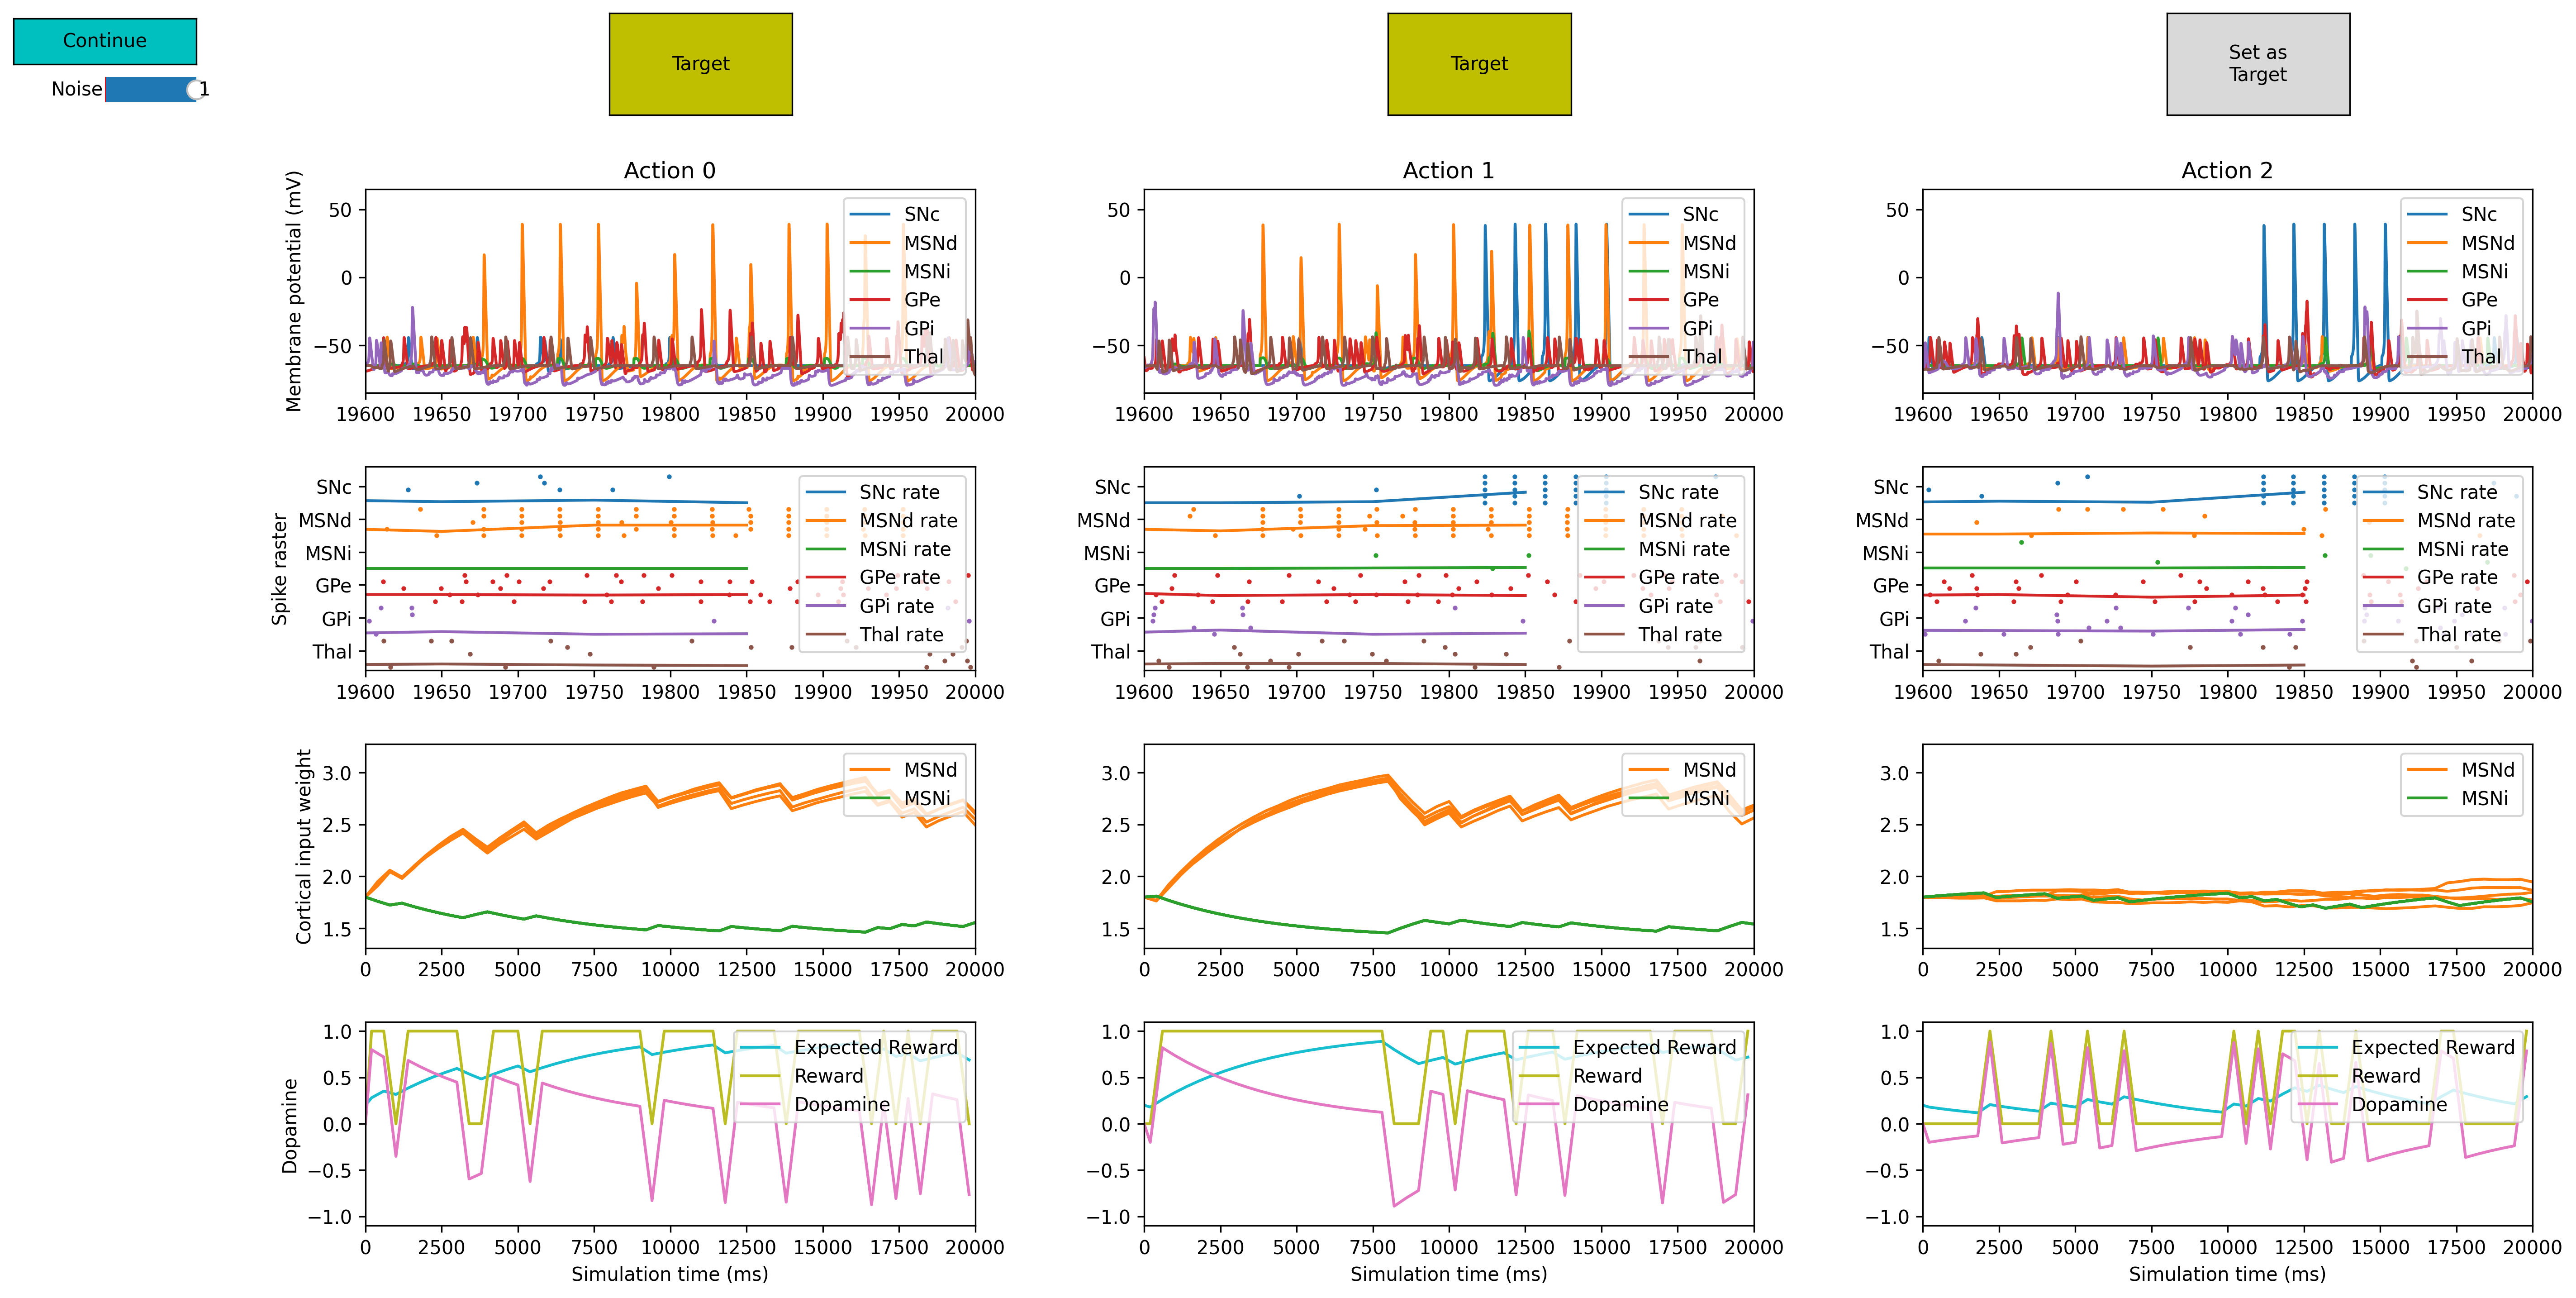 Continue
Noise 1
Target
Target
Set as
Target
Action 0
Membrane potential (mV)
50
0
−50
SNc
MSNd
MSNi
GPe
GPi
Thal
19600 19650 19700 19750 19800 19850 19900 19950 20000
Action 1
50
0
−50
SNc
MSNd
MSNi
GPe
GPi
Thal
19600 19650 19700 19750 19800 19850 19900 19950 20000
Action 2
50
0
−50
SNc
MSNd
MSNi
GPe
GPi
Thal
19600 19650 19700 19750 19800 19850 19900 19950 20000
Spike raster
SNc
MSNd
MSNi
GPe
GPi
Thal
SNc rate
MSNd rate
MSNi rate
GPe rate
GPi rate
Thal rate
19600 19650 19700 19750 19800 19850 19900 19950 20000
SNc
MSNd
MSNi
GPe
GPi
Thal
SNc rate
MSNd rate
MSNi rate
GPe rate
GPi rate
Thal rate
19600 19650 19700 19750 19800 19850 19900 19950 20000
SNc
MSNd
MSNi
GPe
GPi
Thal
SNc rate
MSNd rate
MSNi rate
GPe rate
GPi rate
Thal rate
19600 19650 19700 19750 19800 19850 19900 19950 20000
Cortical input weight
3.0
2.5
2.0
1.5
MSNd
MSNi
0 2500 5000 7500 10000 12500 15000 17500 20000
3.0
2.5
2.0
1.5
MSNd
MSNi
0 2500 5000 7500 10000 12500 15000 17500 20000
3.0
2.5
2.0
1.5
MSNd
MSNi
0 2500 5000 7500 10000 12500 15000 17500 20000
Dopamine
1.0
0.5
0.0
−0.5
−1.0
Expected Reward
Reward
Dopamine
0 2500 5000 7500 10000 12500 15000 17500 20000
Simulation time (ms)
1.0
0.5
0.0
−0.5
−1.0
Expected Reward
Reward
Dopamine
0 2500 5000 7500 10000 12500 15000 17500 20000
Simulation time (ms)
1.0
0.5
0.0
−0.5
−1.0
Expected Reward
Reward
Dopamine
0 2500 5000 7500 10000 12500 15000 17500 20000
Simulation time (ms)